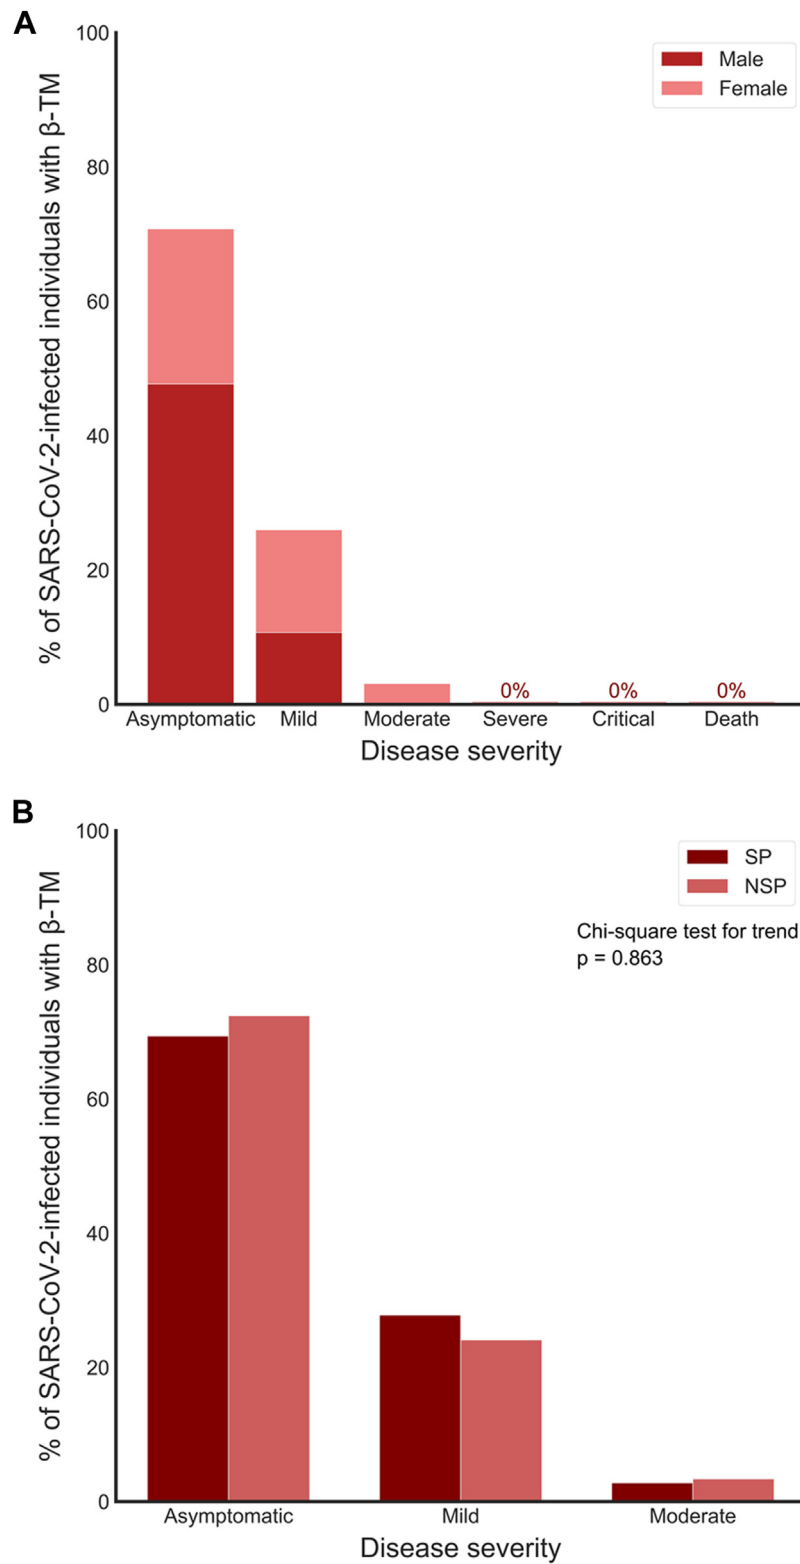 A
% of SARS-CoV-2-infected individuals with β-TM
100
80
60
40
20
0
Male
Female
0%
0%
0%
Asymptomatic
Mild
Moderate
Severe
Critical
Death
Disease severity
B
% of SARS-CoV-2-infected individuals with β-TM
100
80
60
40
20
0
SP
NSP
Chi-square test for trend
p = 0.863
Asymptomatic
Mild
Moderate
Disease severity